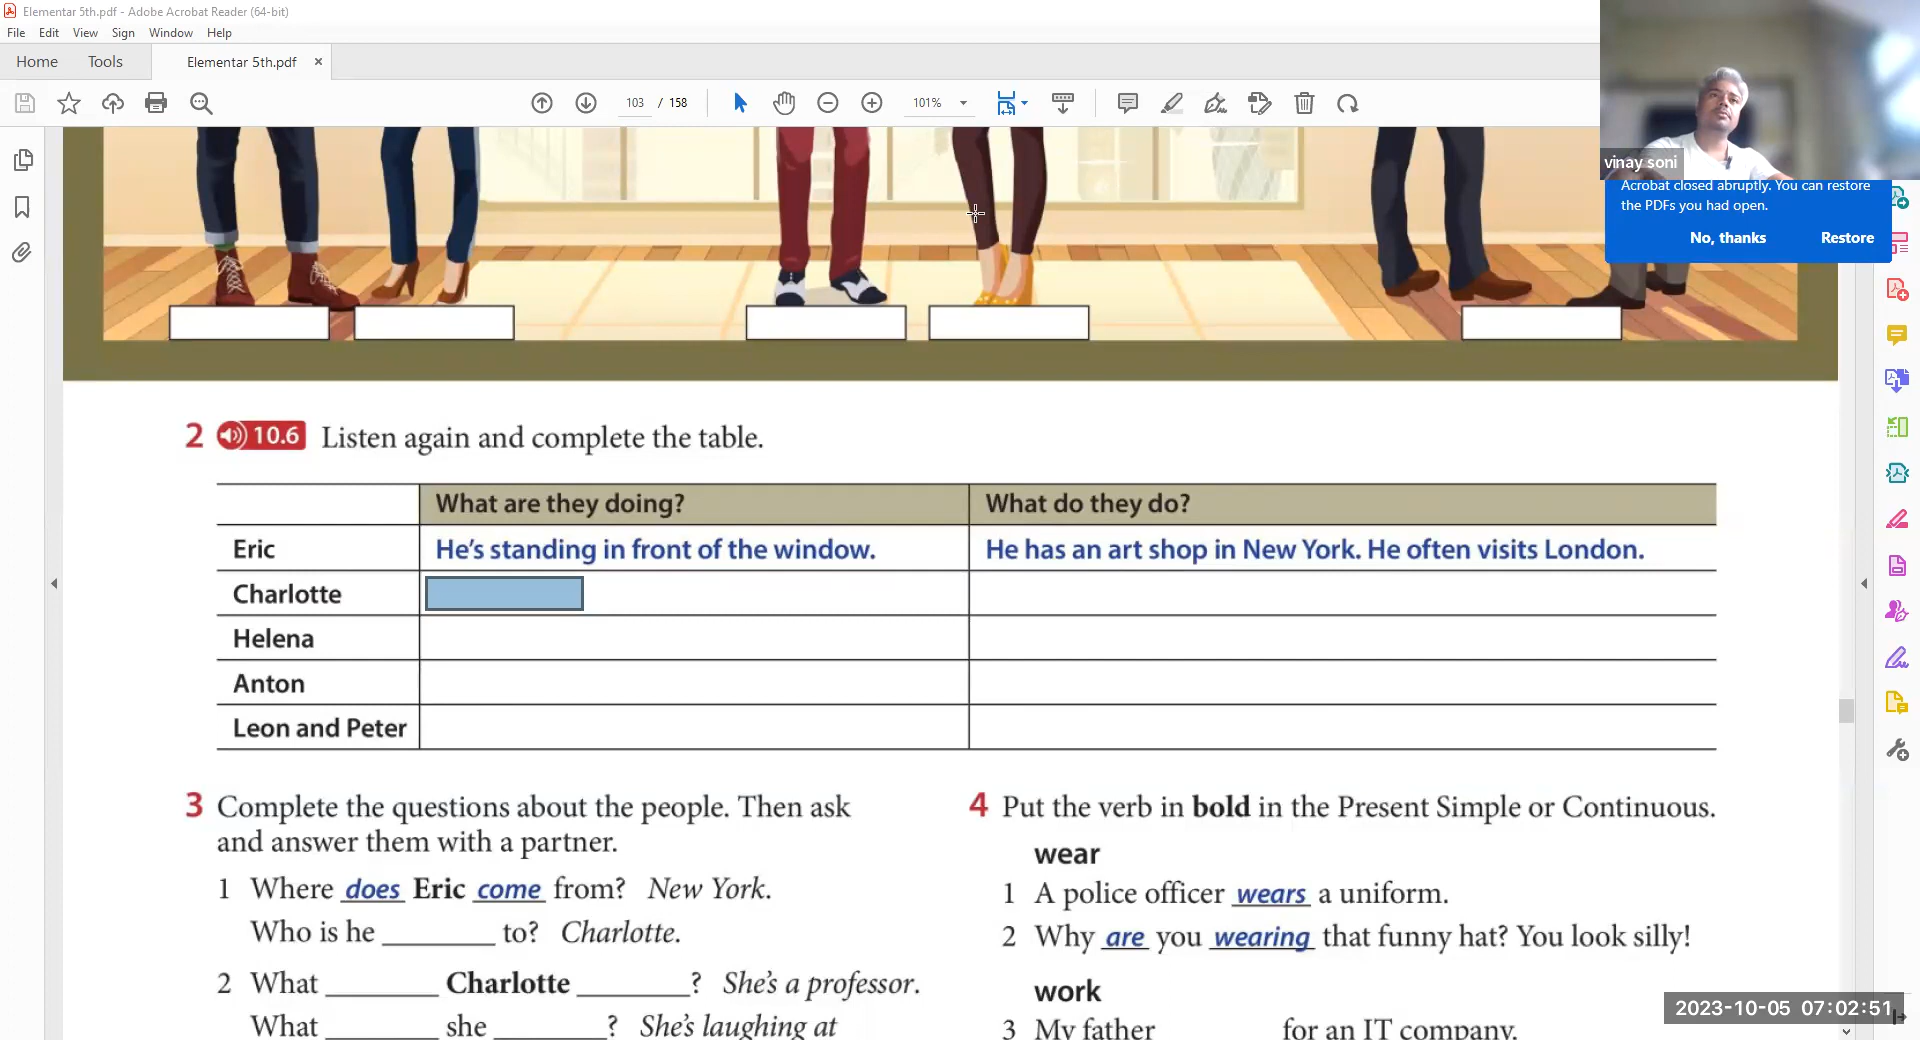 Elementar 5th.pdf - Adobe Acrobat Reader (64-bit)
File Edit View Sign Window Help
Home Tools Elementar 5th.pdf ×
103 / 158 101%
vinay soni
Acrobat closed abruptly. You can restore
the PDFs you had open.
No, thanks Restore
2 10.6 Listen again and complete the table.
What are they doing? What do they do?
Eric He's standing in front of the window. He has an art shop in New York. He often visits London.
Charlotte
Helena
Anton
Leon and Peter
3 Complete the questions about the people. Then ask
and answer them with a partner.
1 Where does Eric come from? New York.
Who is he ________ to? Charlotte.
2 What ________ Charlotte ________? She's a professor.
What ________ she ________? She's laughing at
4 Put the verb in bold in the Present Simple or Continuous.
wear
1 A police officer wears a uniform.
2 Why are you wearing that funny hat? You look silly!
work
3 My father for an IT company.
2023-10-05 07:02:51